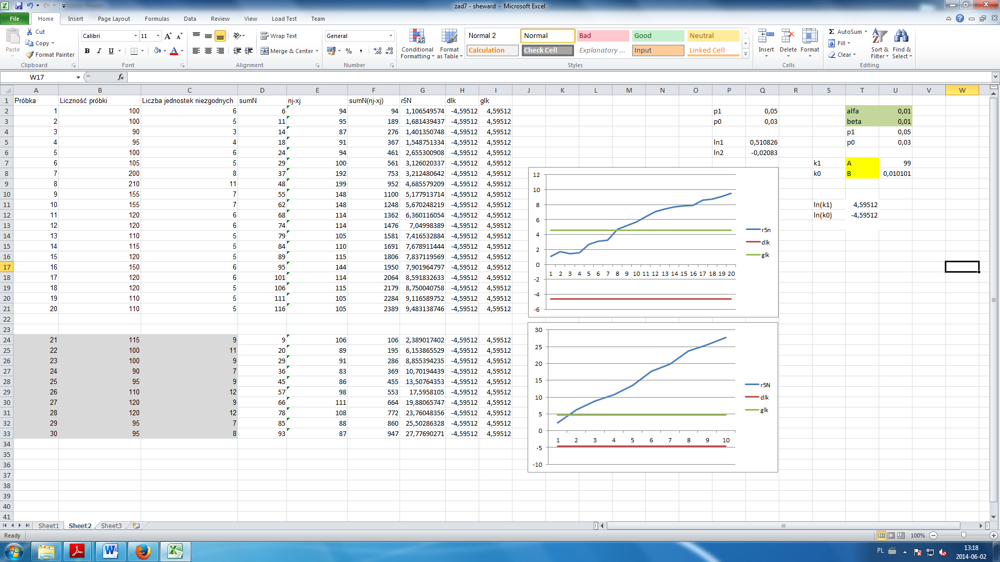 zad7 - sheward - Microsoft Excel
File Home Insert Page Layout Formulas Data Review View Load Test Team
Paste Cut Copy Format Painter Clipboard
Calibri 11 B I U Font
Wrap Text Merge & Center Alignment
General % , Number
Conditional Formatting Format as Table
Normal 2 Normal Bad Good Neutral
Calculation Check Cell Explanatory ... Input Linked Cell
Styles
Insert Delete Format Cells
AutoSum Fill Clear Sort & Filter Find & Select Editing
W17 fx
A B C D E F G H I J K L M N O P Q R S T U V W
1 Próbka Liczność próbki Liczba jednostek niezgodnych sumN nj-xj sumN(nj-xj) r5N dlk glk
2 1 100 6 6 94 94 1,106549574 -4,59512 4,59512 p1 0,05 alfa 0,01
3 2 100 5 11 95 189 1,681439437 -4,59512 4,59512 p0 0,03 beta 0,01
4 3 90 3 14 87 276 1,401350748 -4,59512 4,59512 p1 0,05
5 4 95 4 18 91 367 1,548751334 -4,59512 4,59512 ln1 0,510826 p0 0,03
6 5 100 6 24 94 461 2,655300908 -4,59512 4,59512 ln2 -0,02083
7 6 105 5 29 100 561 3,126020337 -4,59512 4,59512 k1 A 99
8 7 200 8 37 192 753 3,212480642 -4,59512 4,59512 k0 B 0,010101
9 8 210 11 48 199 952 4,685579209 -4,59512 4,59512
10 9 155 7 55 148 1100 5,177913714 -4,59512 4,59512
11 10 155 7 62 148 1248 5,670248219 -4,59512 4,59512 ln(k1) 4,59512
12 11 120 6 68 114 1362 6,360116054 -4,59512 4,59512 ln(k0) -4,59512
13 12 120 6 74 114 1476 7,04998389 -4,59512 4,59512
14 13 110 5 79 105 1581 7,416532884 -4,59512 4,59512
15 14 115 5 84 110 1691 7,678911444 -4,59512 4,59512
16 15 120 5 89 115 1806 7,837119569 -4,59512 4,59512
17 16 150 6 95 144 1950 7,901964797 -4,59512 4,59512
18 17 120 6 101 114 2064 8,591832633 -4,59512 4,59512
19 18 120 5 106 115 2179 8,750040758 -4,59512 4,59512
20 19 110 5 111 105 2284 9,116589752 -4,59512 4,59512
21 20 110 5 116 105 2389 9,483138746 -4,59512 4,59512
22
23
24 21 115 9 9 106 106 2,389017402 -4,59512 4,59512
25 22 100 11 20 89 195 6,153865529 -4,59512 4,59512
26 23 100 9 29 91 286 8,855394235 -4,59512 4,59512
27 24 90 7 36 83 369 10,70194439 -4,59512 4,59512
28 25 95 9 45 86 455 13,50764353 -4,59512 4,59512
29 26 110 12 57 98 553 17,5958105 -4,59512 4,59512
30 27 120 9 66 111 664 19,88065747 -4,59512 4,59512
31 28 120 12 78 108 772 23,76048356 -4,59512 4,59512
32 29 95 7 85 88 860 25,50286328 -4,59512 4,59512
33 30 95 8 93 87 947 27,77690271 -4,59512 4,59512
34
35
36
37
38
39
40
41
12
10
8
6
4
2
0
-2
-4
-6
1 2 3 4 5 6 7 8 9 10 11 12 13 14 15 16 17 18 19 20
r5n
dlk
glk
30
25
20
15
10
5
0
-5
-10
1 2 3 4 5 6 7 8 9 10
r5N
dlk
glk
Sheet1 Sheet2 Sheet3
Ready 100%
PL 13:18
2014-06-02